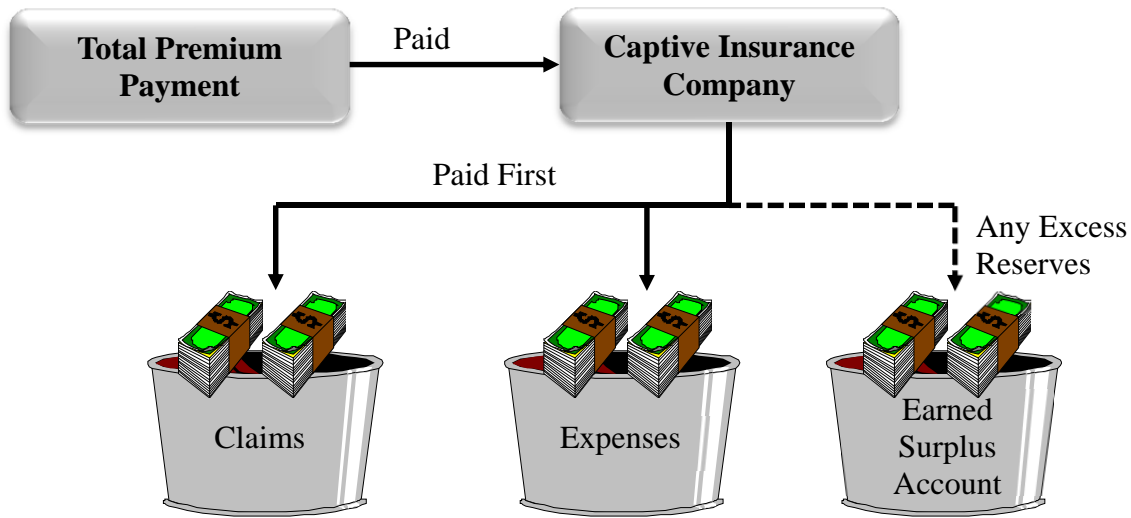 Total Premium
Payment
Paid
Captive Insurance
Company
Paid First
Any Excess
Reserves
Claims
Expenses
Earned
Surplus
Account